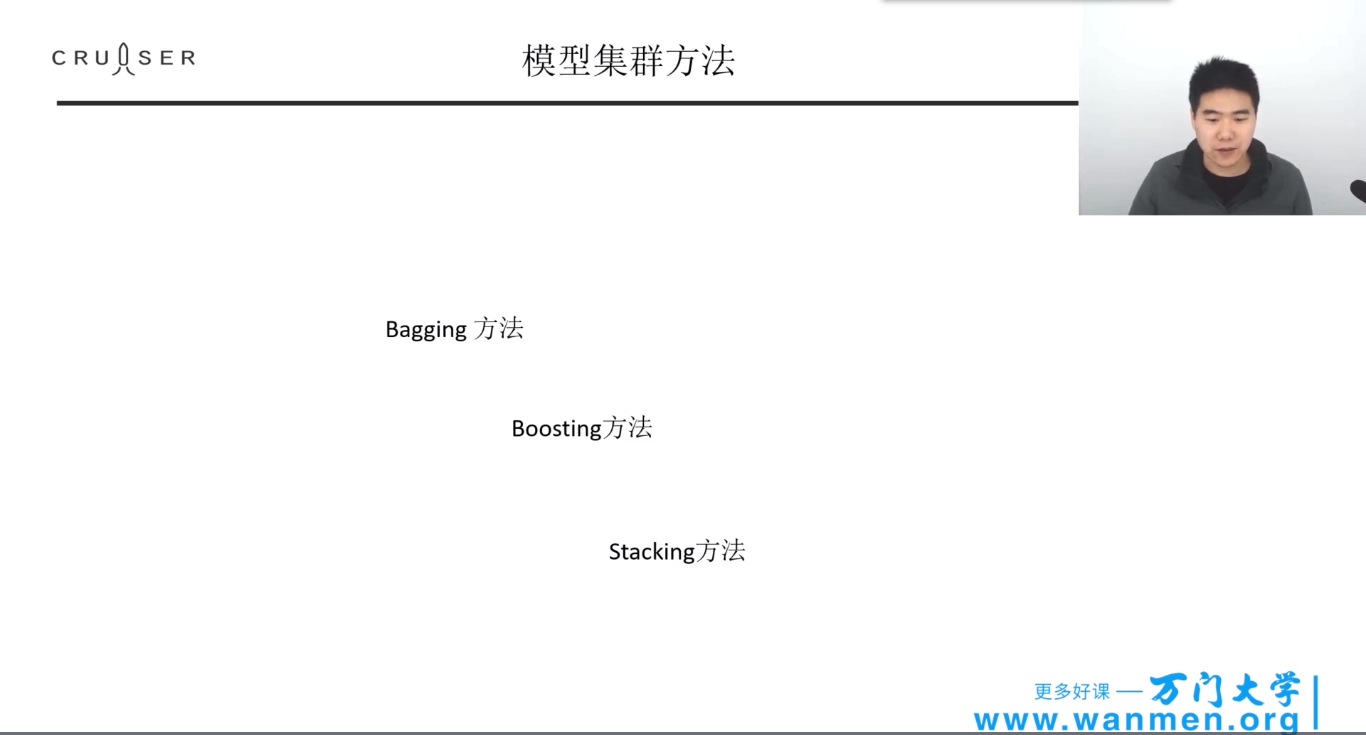 CRUISER
模型集群方法
Bagging 方法
Boosting方法
Stacking方法
更多好课 — 万门大学
www.wanmen.org